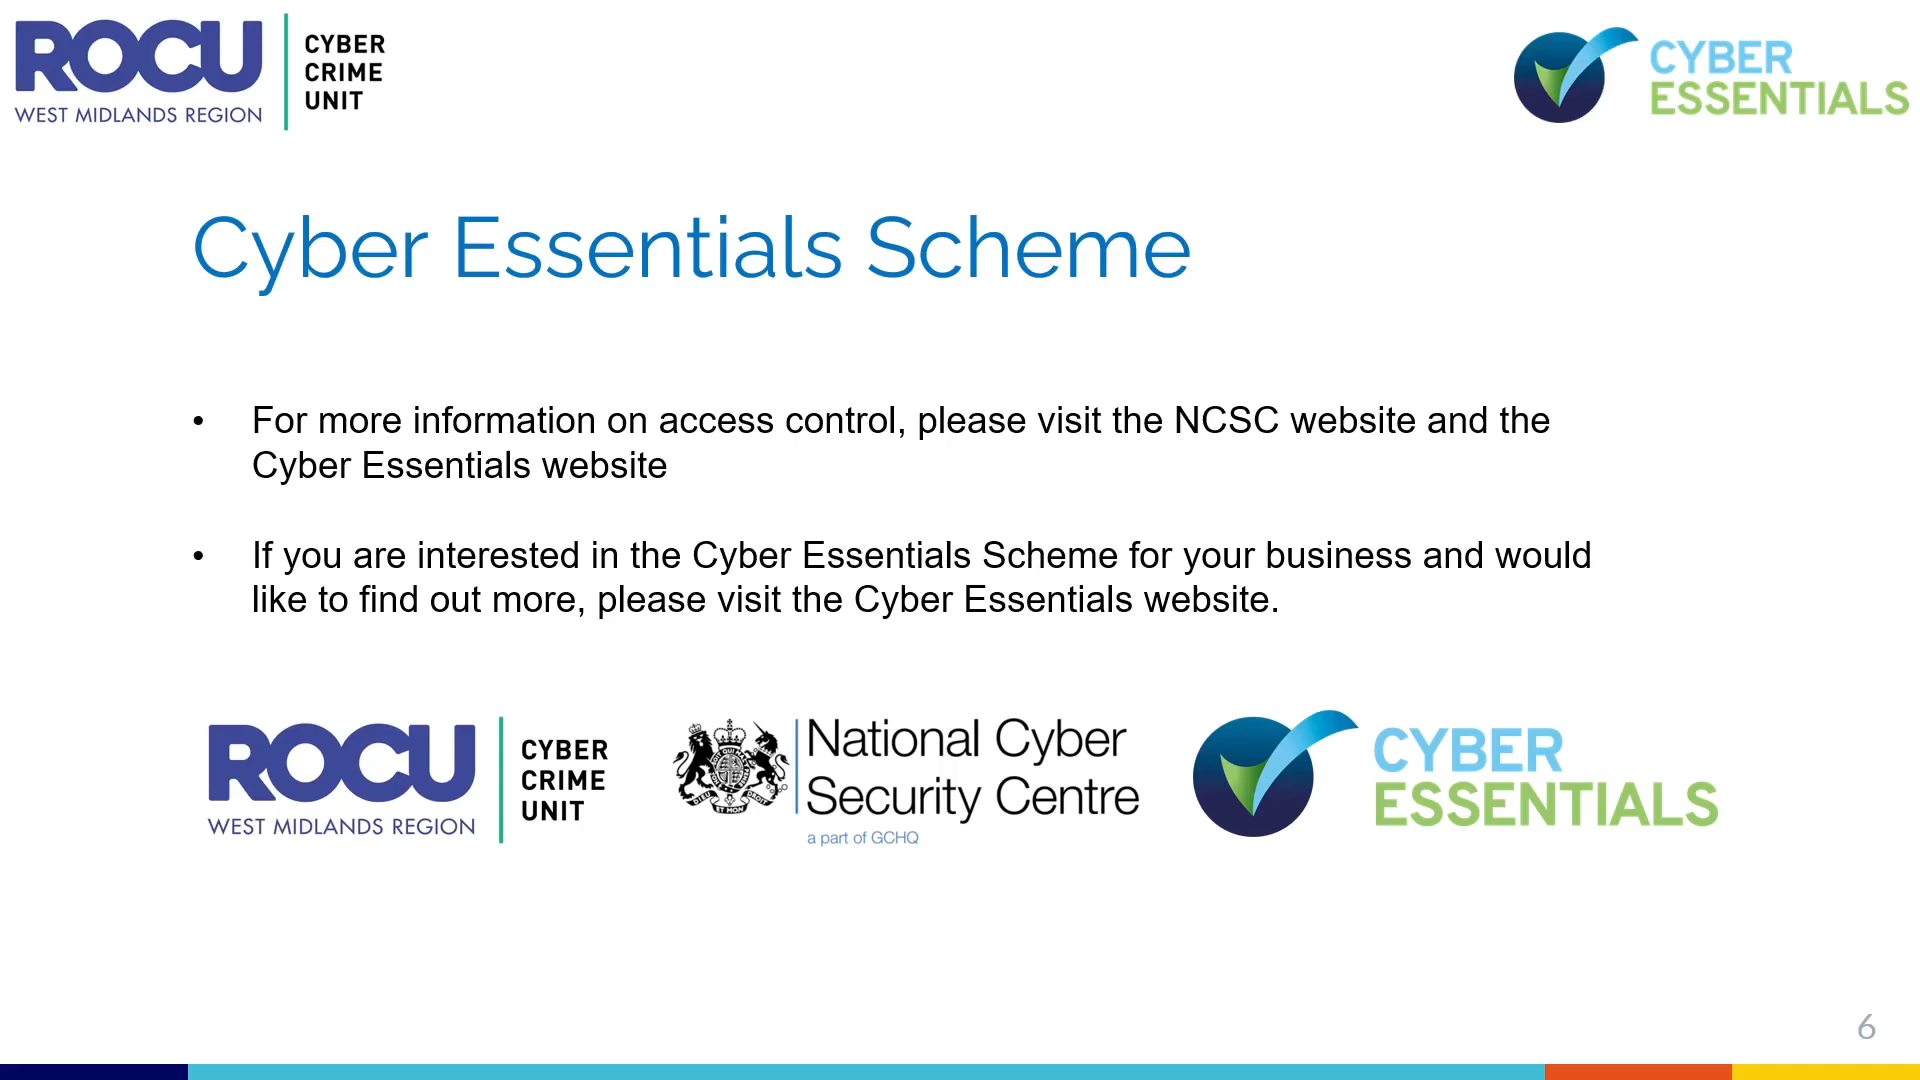 ROCU
WEST MIDLANDS REGION
CYBER
CRIME
UNIT
CYBER
ESSENTIALS
Cyber Essentials Scheme
• For more information on access control, please visit the NCSC website and the
Cyber Essentials website
• If you are interested in the Cyber Essentials Scheme for your business and would
like to find out more, please visit the Cyber Essentials website.
ROCU
WEST MIDLANDS REGION
CYBER
CRIME
UNIT
National Cyber
Security Centre
a part of GCHQ
CYBER
ESSENTIALS
6